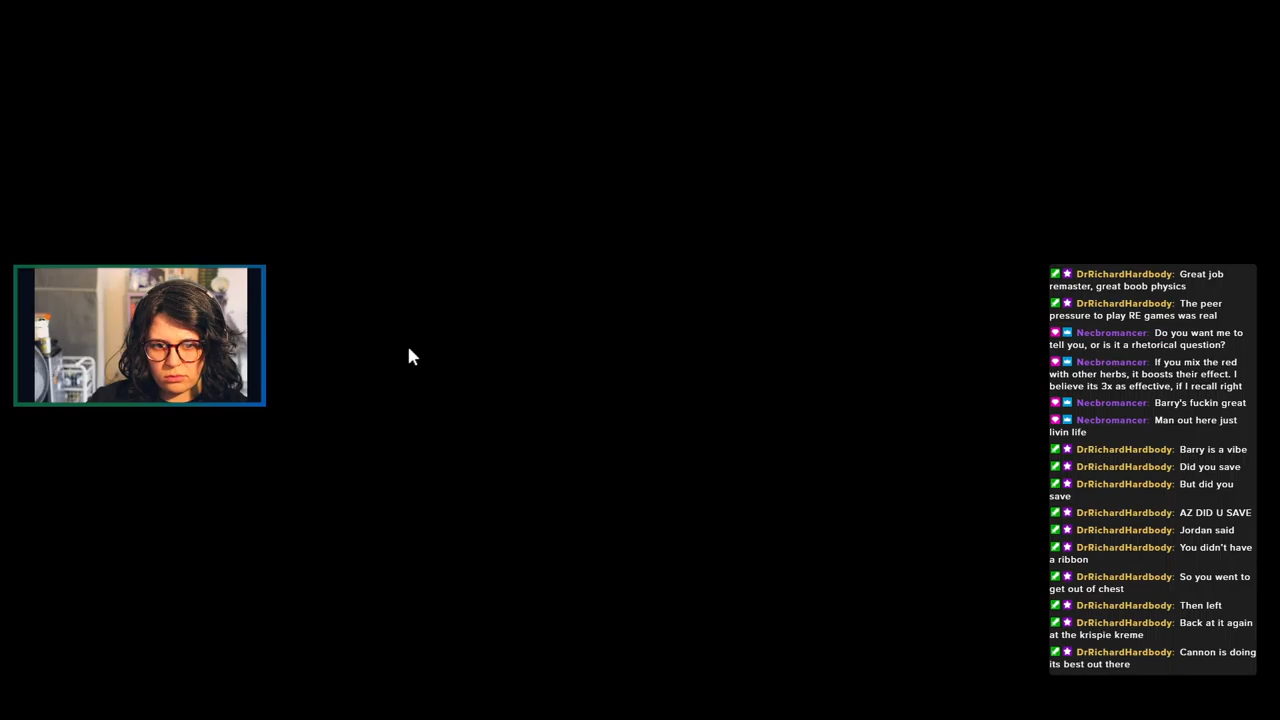 DrRichardHardbody: Great job
remaster, great boob physics
DrRichardHardbody: The peer
pressure to play RE games was real
Necbromancer: Do you want me to
tell you, or is it a rhetorical question?
Necbromancer: If you mix the red
with other herbs, it boosts their effect. I
believe its 3x as effective, if I recall right
Necbromancer: Barry's fuckin great
Necbromancer: Man out here just
livin life
DrRichardHardbody: Barry is a vibe
DrRichardHardbody: Did you save
DrRichardHardbody: But did you
save
DrRichardHardbody: AZ DID U SAVE
DrRichardHardbody: Jordan said
DrRichardHardbody: You didn't have
a ribbon
DrRichardHardbody: So you went to
get out of chest
DrRichardHardbody: Then left
DrRichardHardbody: Back at it again
at the krispie kreme
DrRichardHardbody: Cannon is doing
its best out there